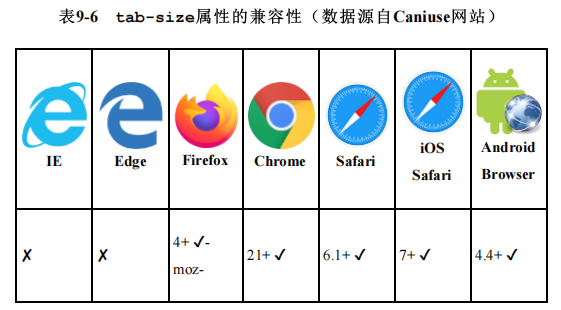 表9-6 tab-size属性的兼容性（数据源自Caniuse网站）
IE Edge Firefox Chrome Safari iOS Safari Android Browser
✗ ✗ 4+ ✓-moz- 21+ ✓ 6.1+ ✓ 7+ ✓ 4.4+ ✓